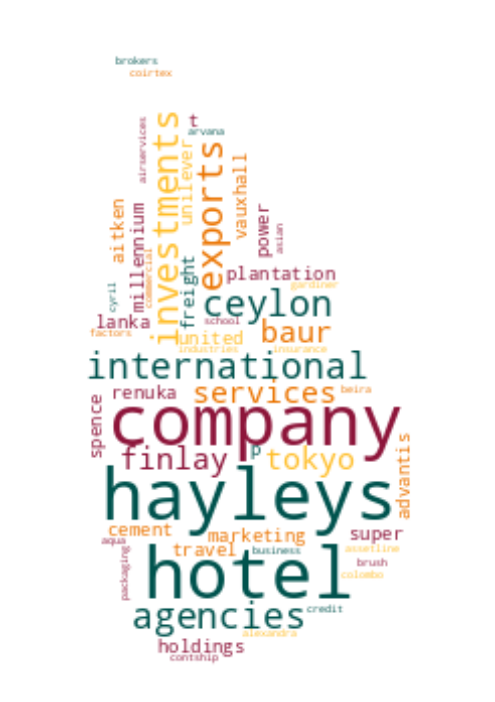 brokers
coirtex
airservices
investments
t
arvana
unilever
exports
vauxhall
aitken
millennium
power
asian
commercial
cyril
freight
plantation
gardiner
ceylon
lanka
school
factors
united
baur
industries
insurance
international
renuka
services
beira
spence
company
finlay
p
tokyo
advantis
hayleys
cement
marketing
super
aqua
travel
business
assetline
packaging
hotel
brush
colombo
agencies
credit
alexandra
holdings
contship